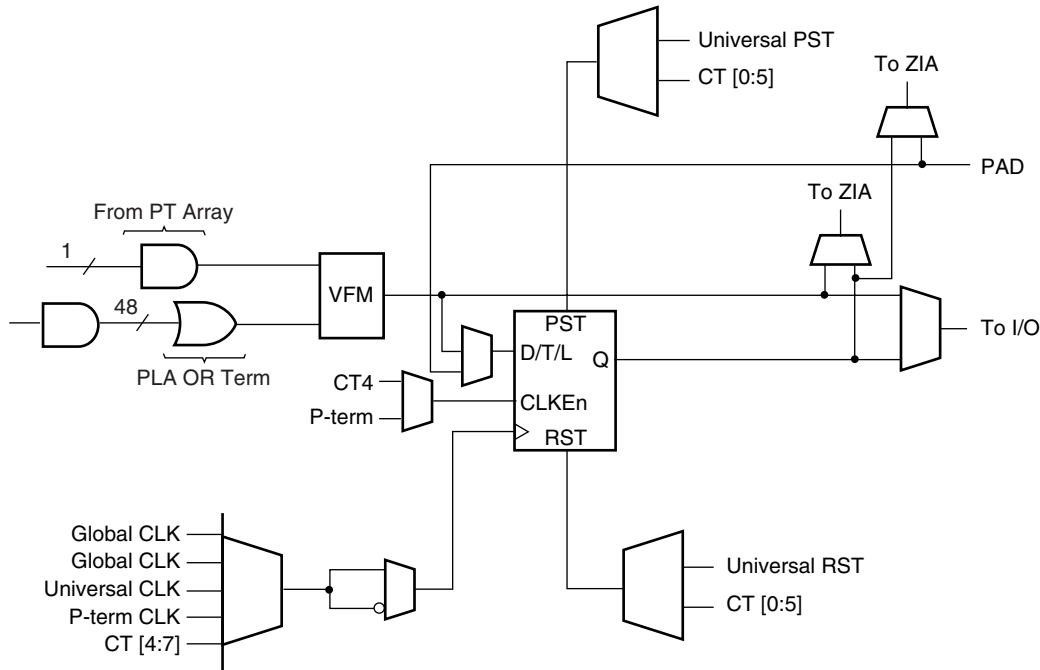 Universal PST
CT [0:5]
To ZIA
PAD
To ZIA
From PT Array
1
VFM
48
PLA OR Term
PST
D/T/L
Q
CLKEn
RST
To I/O
CT4
P-term
Global CLK
Global CLK
Universal CLK
P-term CLK
CT [4:7]
Universal RST
CT [0:5]